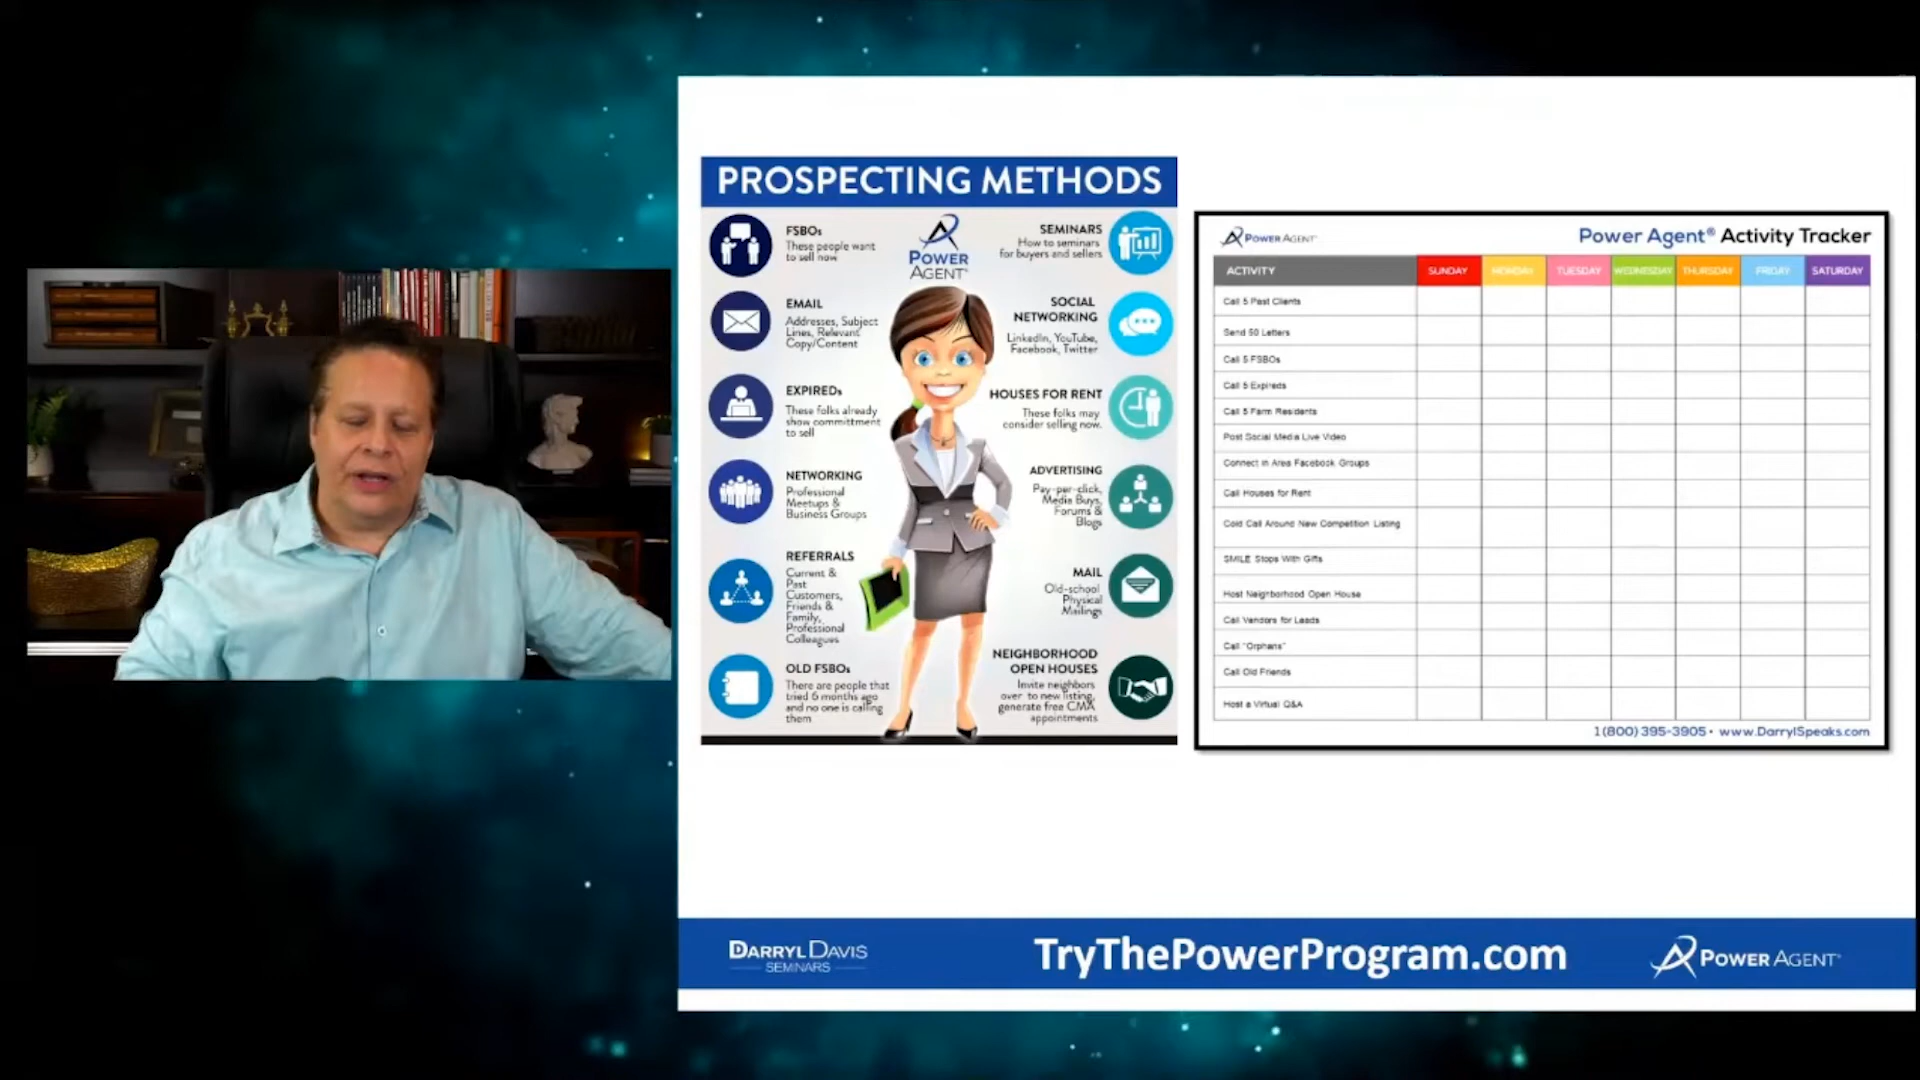 PROSPECTING METHODS
POWER
AGENT®
FSBOs
These people want
to sell now
EMAIL
Addresses, Subject
Lines, Relevant
Copy/Content
EXPIREDs
These folks already
show committment
to sell
NETWORKING
Professional
Meetups &
Business Groups
REFERRALS
Current &
Past
Customers,
Friends &
Family,
Professional
Colleagues
OLD FSBOs
There are people that
tried 6 months ago
and no one is calling
them
SEMINARS
How to seminars
for buyers and sellers
SOCIAL
NETWORKING
LinkedIn, YouTube,
Facebook, Twitter
HOUSES FOR RENT
These folks may
consider selling now.
ADVERTISING
Pay-per-click,
Media Buys,
Forums &
Blogs
MAIL
Old-school
Physical
Mailings
NEIGHBORHOOD
OPEN HOUSES
Invite neighbors
over to new listing,
generate free CMA
appointments
POWER AGENT®
Power Agent® Activity Tracker
ACTIVITY SUNDAY MONDAY TUESDAY WEDNESDAY THURSDAY FRIDAY SATURDAY
Call 5 Past Clients
Send 50 Letters
Call 5 FSBOs
Call 5 Expireds
Call 5 Farm Residents
Post Social Media Live Video
Connect in Area Facebook Groups
Call Houses for Rent
Cold Call Around New Competition Listing
SMILE Stops With Gifts
Host Neighborhood Open House
Call Vendors for Leads
Call "Orphans"
Call Old Friends
Host a Virtual Q&A
1(800) 395-3905 • www.DarrylSpeaks.com
DARRYL DAVIS
SEMINARS
TryThePowerProgram.com
POWER AGENT®